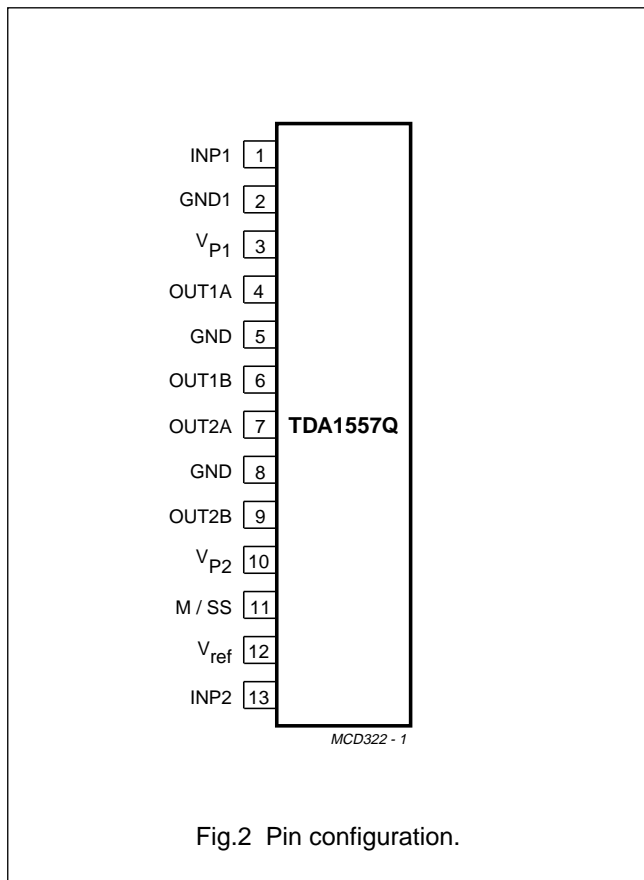 INP1 1
GND1 2
VP1 3
OUT1A 4
GND 5
OUT1B 6
OUT2A 7 TDA1557Q
GND 8
OUT2B 9
VP2 10
M / SS 11
Vref 12
INP2 13
MCD322 - 1
Fig.2 Pin configuration.